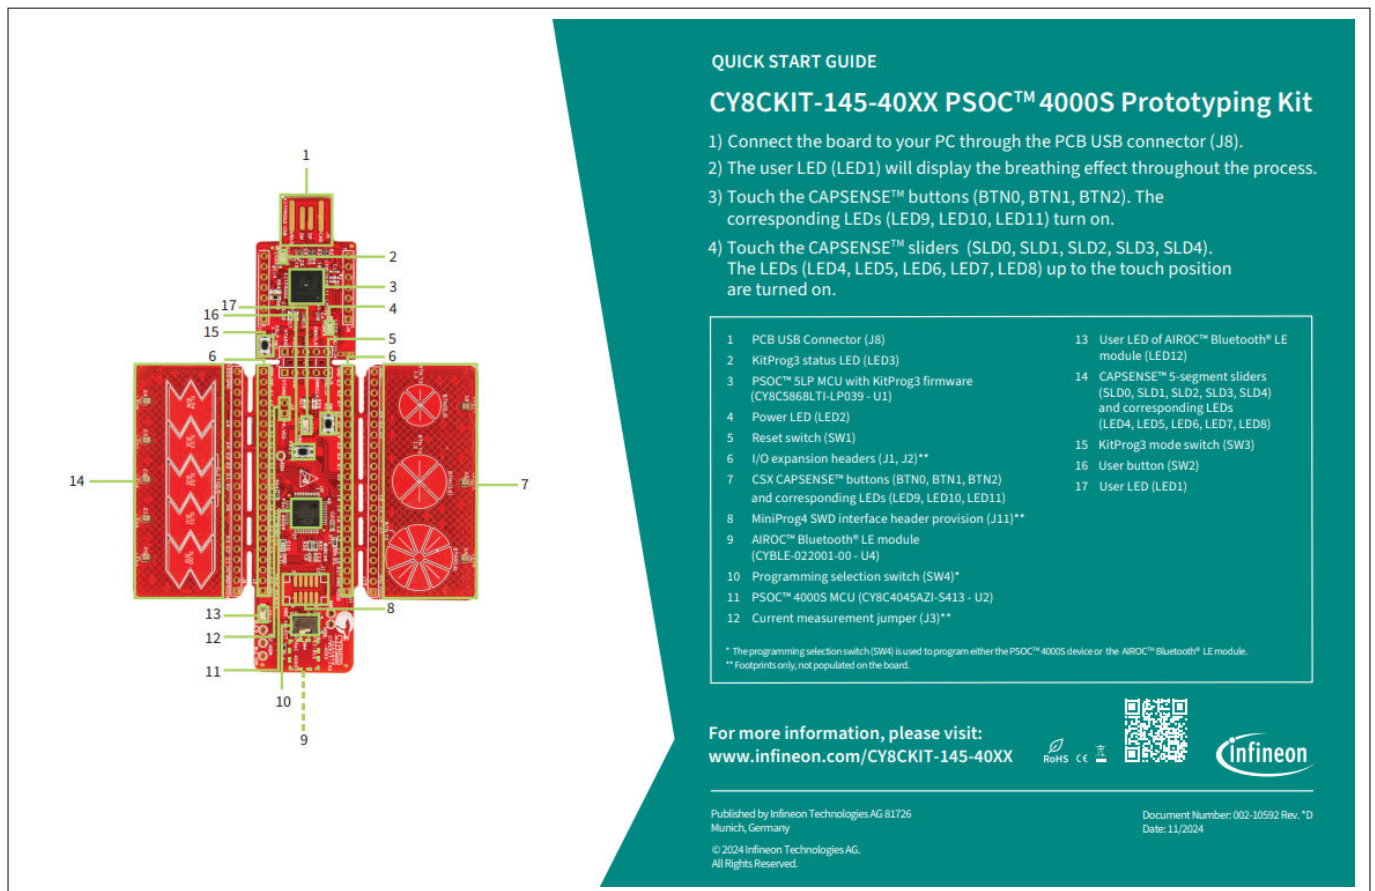 QUICK START GUIDE
CY8CKIT-145-40XX PSOC™ 4000S Prototyping Kit
1) Connect the board to your PC through the PCB USB connector (J8).
2) The user LED (LED1) will display the breathing effect throughout the process.
3) Touch the CAPSENSE™ buttons (BTN0, BTN1, BTN2). The
corresponding LEDs (LED9, LED10, LED11) turn on.
4) Touch the CAPSENSE™ sliders (SLD0, SLD1, SLD2, SLD3, SLD4).
The LEDs (LED4, LED5, LED6, LED7, LED8) up to the touch position
are turned on.
1
2
3
4
17
16
15
5
6
6
14
7
13
8
12
11
10
9
1 PCB USB Connector (J8)
2 KitProg3 status LED (LED3)
3 PSOC™ 5LP MCU with KitProg3 firmware
(CY8C5868LTI-LP039 - U1)
4 Power LED (LED2)
5 Reset switch (SW1)
6 I/O expansion headers (J1, J2)**
7 CSX CAPSENSE™ buttons (BTN0, BTN1, BTN2)
and corresponding LEDs (LED9, LED10, LED11)
8 MiniProg4 SWD interface header provision (J11)**
9 AIROC™ Bluetooth® LE module
(CYBLE-022001-00 - U4)
10 Programming selection switch (SW4)*
11 PSOC™ 4000S MCU (CY8C4045AZI-S413 - U2)
12 Current measurement jumper (J3)**
13 User LED of AIROC™ Bluetooth® LE
module (LED12)
14 CAPSENSE™ 5-segment sliders
(SLD0, SLD1, SLD2, SLD3, SLD4)
and corresponding LEDs
(LED4, LED5, LED6, LED7, LED8)
15 KitProg3 mode switch (SW3)
16 User button (SW2)
17 User LED (LED1)
* The programming selection switch (SW4) is used to program either the PSOC™ 4000S device or the AIROC™ Bluetooth® LE module.
** Footprints only, not populated on the board.
For more information, please visit:
www.infineon.com/CY8CKIT-145-40XX
RoHS CE
infineon
Published by Infineon Technologies AG 81726
Munich, Germany
© 2024 Infineon Technologies AG.
All Rights Reserved.
Document Number: 002-10592 Rev. *D
Date: 11/2024